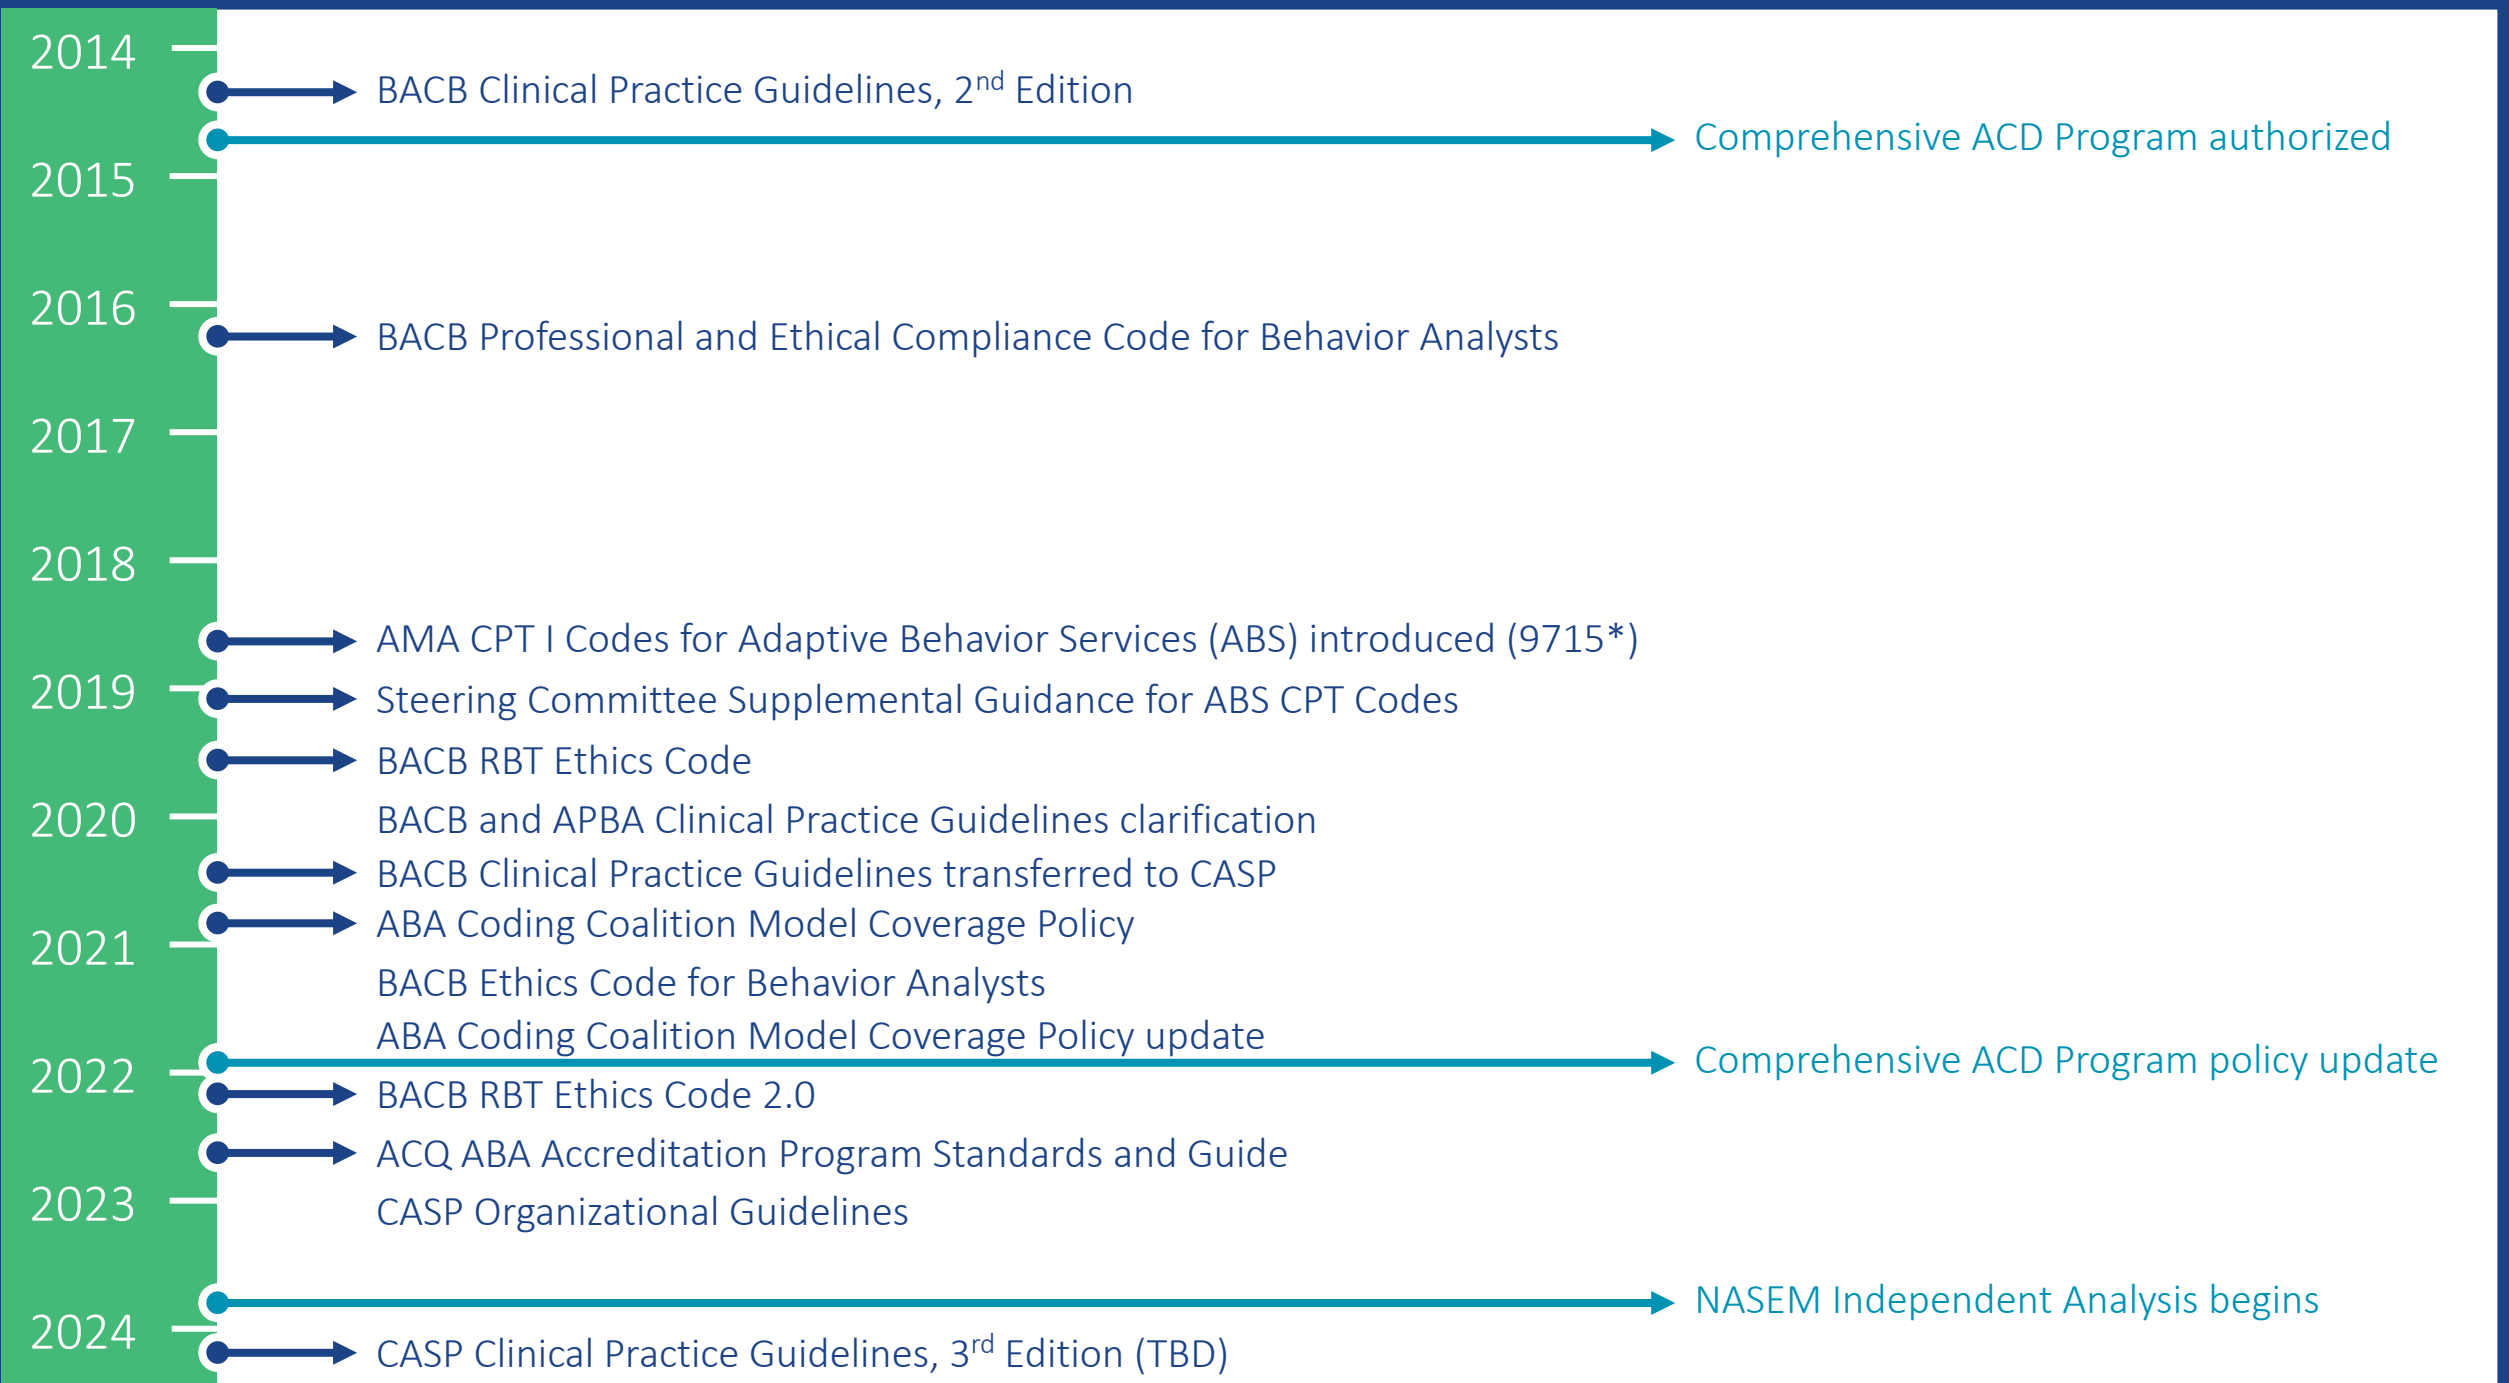 2014
BACB Clinical Practice Guidelines, 2nd Edition
Comprehensive ACD Program authorized
2015
2016
BACB Professional and Ethical Compliance Code for Behavior Analysts
2017
2018
AMA CPT I Codes for Adaptive Behavior Services (ABS) introduced (9715*)
2019
Steering Committee Supplemental Guidance for ABS CPT Codes
BACB RBT Ethics Code
2020
BACB and APBA Clinical Practice Guidelines clarification
BACB Clinical Practice Guidelines transferred to CASP
ABA Coding Coalition Model Coverage Policy
2021
BACB Ethics Code for Behavior Analysts
ABA Coding Coalition Model Coverage Policy update
Comprehensive ACD Program policy update
2022
BACB RBT Ethics Code 2.0
ACQ ABA Accreditation Program Standards and Guide
2023
CASP Organizational Guidelines
NASEM Independent Analysis begins
2024
CASP Clinical Practice Guidelines, 3rd Edition (TBD)